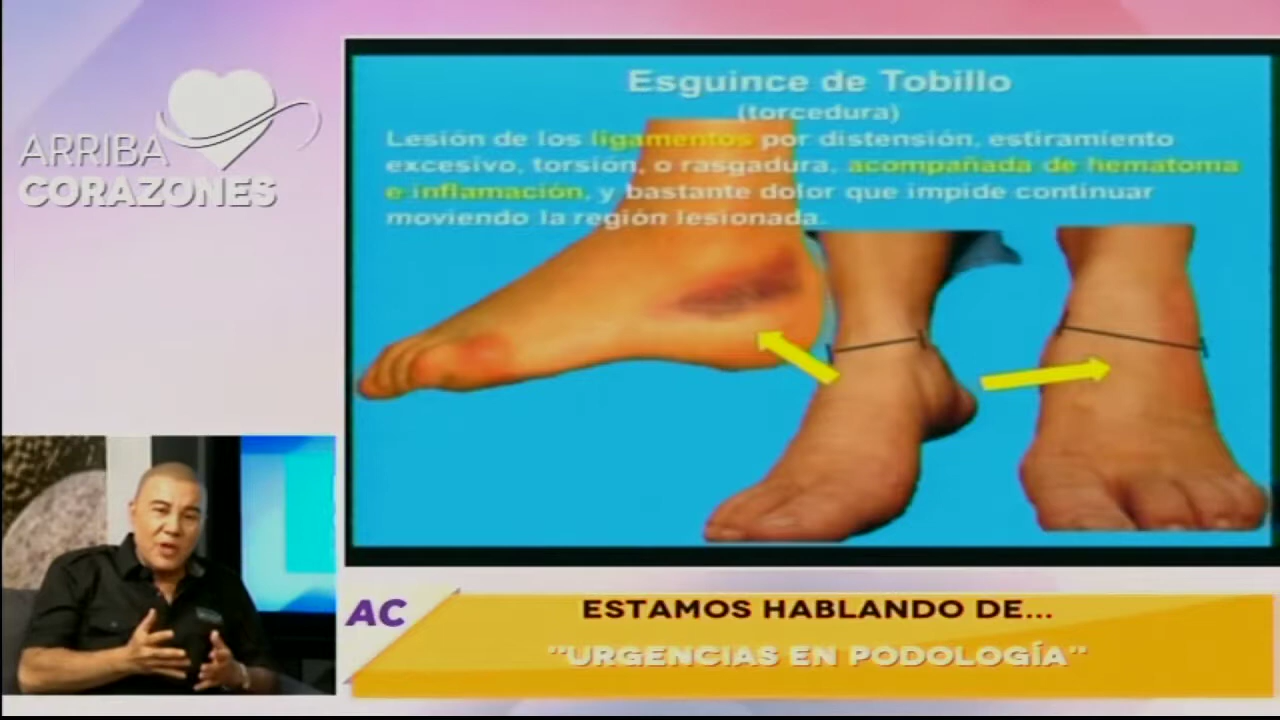 ARRIBA
CORAZONES
Esguince de Tobillo
(torcedura)
Lesión de los ligamentos por distensión, estiramiento
excesivo, torsión, o rasgadura, acompañada de hematoma
e inflamación, y bastante dolor que impide continuar
moviendo la región lesionada.
AC
ESTAMOS HABLANDO DE...
"URGENCIAS EN PODOLOGÍA"